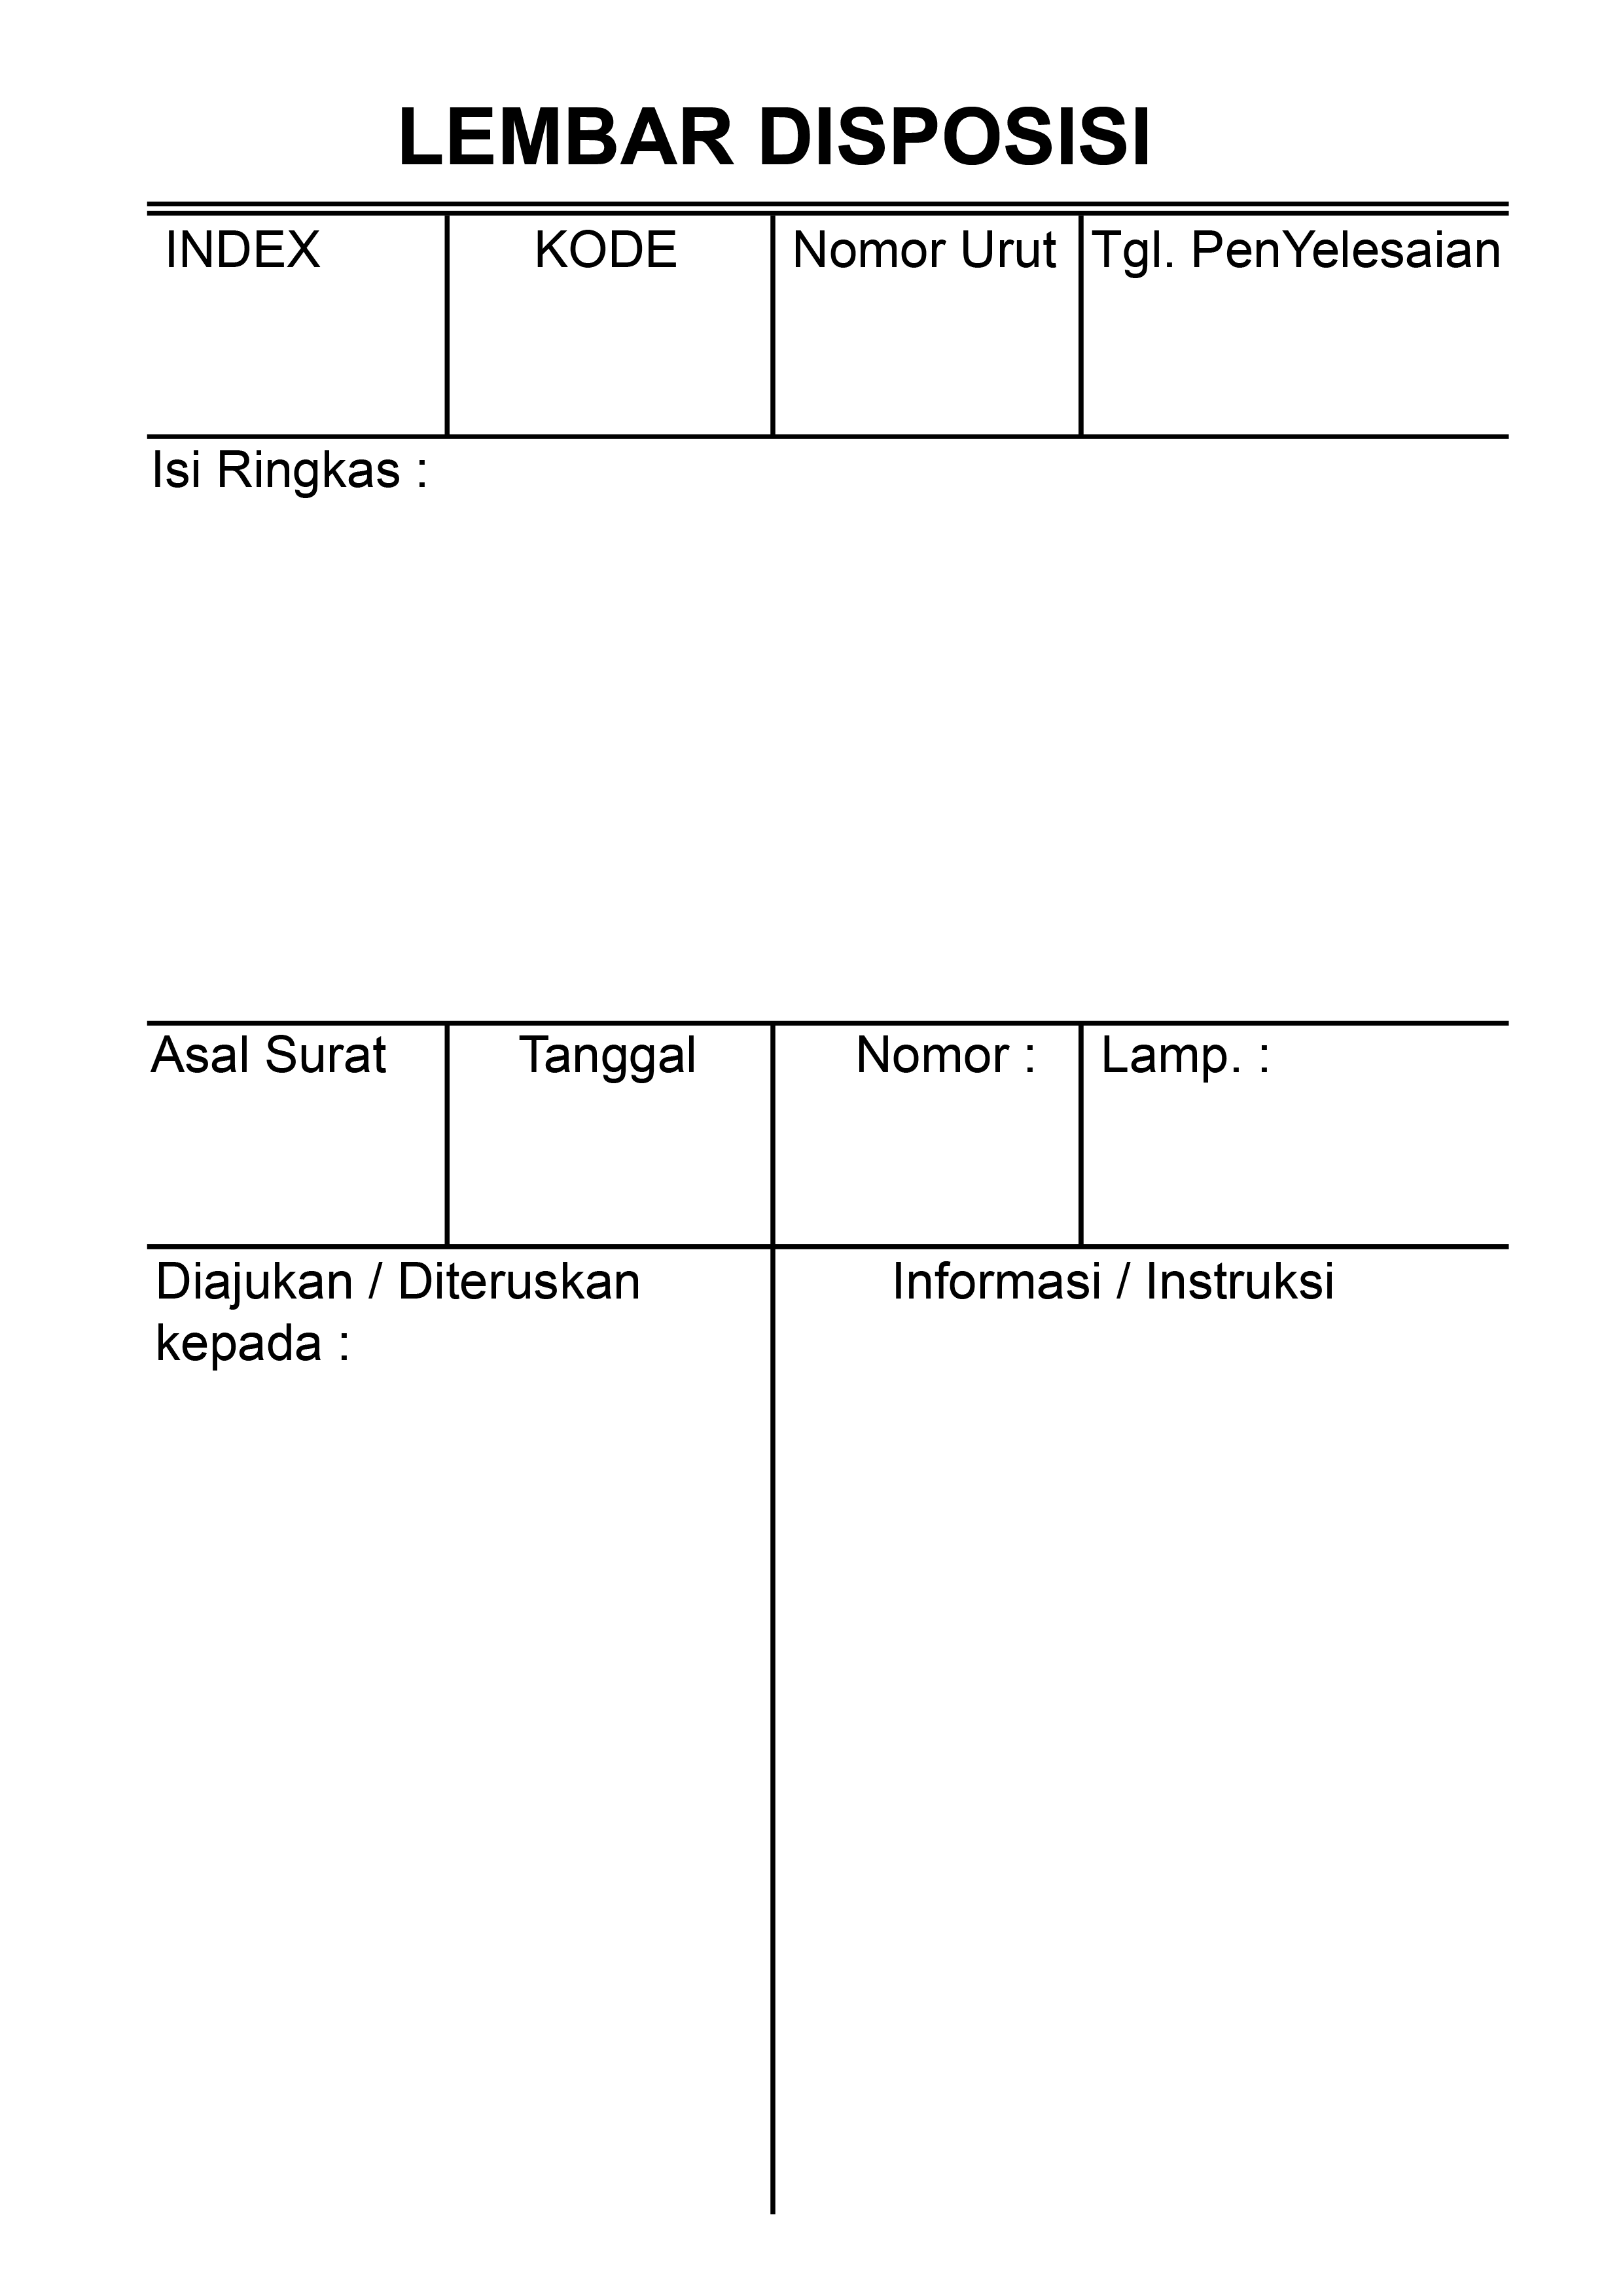 LEMBAR DISPOSISI
INDEX KODE Nomor Urut Tgl. PenYelesaian
Isi Ringkas :
Asal Surat Tanggal Nomor : Lamp. :
Diajukan / Diteruskan Informasi / Instruksi
kepada :